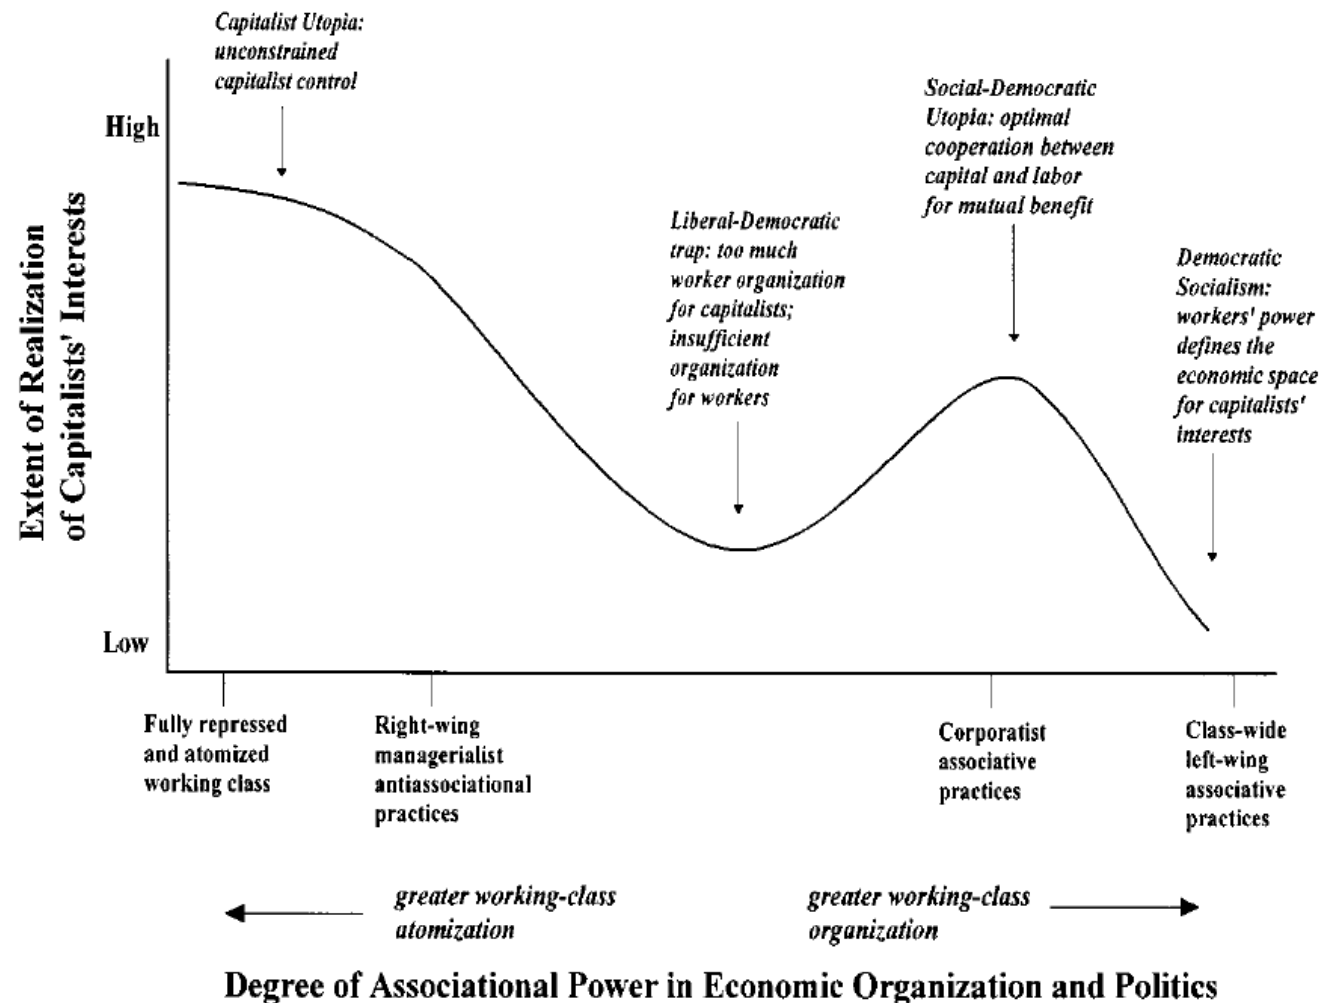 Capitalist Utopia:
unconstrained
capitalist control
High
Social-Democratic
Utopia: optimal
cooperation between
capital and labor
for mutual benefit
Liberal-Democratic
trap: too much
worker organization
for capitalists;
insufficient
organization
for workers
Democratic
Socialism:
workers' power
defines the
economic space
for capitalists'
interests
Extent of Realization
of Capitalists' Interests
Low
Fully repressed
and atomized
working class
Right-wing
managerialist
antiassociational
practices
Corporatist
associative
practices
Class-wide
left-wing
associative
practices
greater working-class
atomization
greater working-class
organization
Degree of Associational Power in Economic Organization and Politics